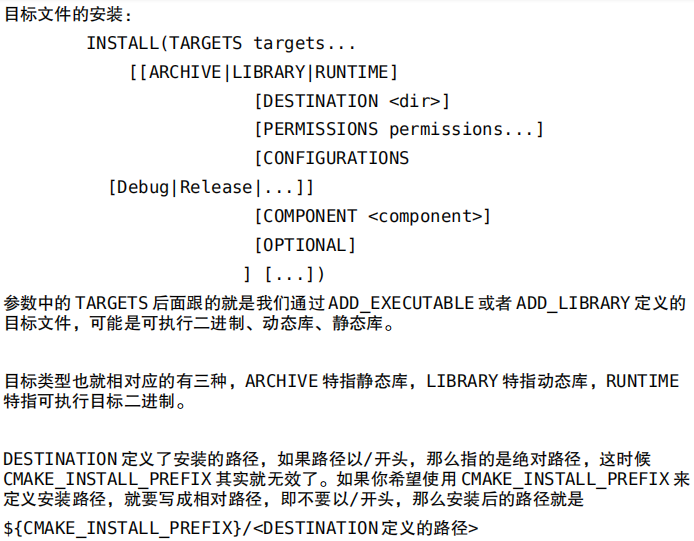 目标文件的安装：
INSTALL(TARGETS targets...
[[ARCHIVE|LIBRARY|RUNTIME]
[DESTINATION <dir>]
[PERMISSIONS permissions...]
[CONFIGURATIONS
[Debug|Release|...]]
[COMPONENT <component>]
[OPTIONAL]
] [...])
参数中的 TARGETS 后面跟的就是我们通过 ADD_EXECUTABLE 或者 ADD_LIBRARY 定义的
目标文件，可能是可执行二进制、动态库、静态库。
目标类型也就相对应的有三种，ARCHIVE 特指静态库，LIBRARY 特指动态库，RUNTIME
特指可执行目标二进制。
DESTINATION 定义了安装的路径，如果路径以/开头，那么指的是绝对路径，这时候
CMAKE_INSTALL_PREFIX 其实就无效了。如果你希望使用 CMAKE_INSTALL_PREFIX 来
定义安装路径，就要写成相对路径，即不要以/开头，那么安装后的路径就是
${CMAKE_INSTALL_PREFIX}/<DESTINATION 定义的路径>